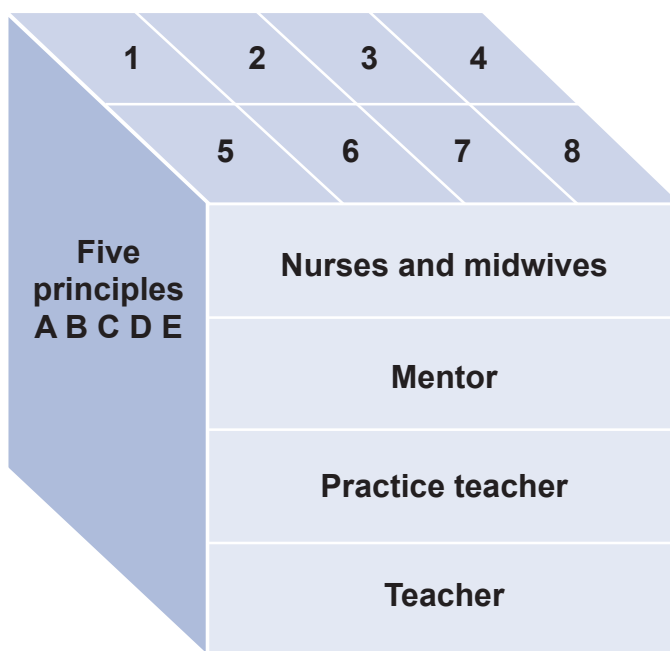 1 2 3 4
5 6 7 8
Five
principles
A B C D E
Nurses and midwives
Mentor
Practice teacher
Teacher